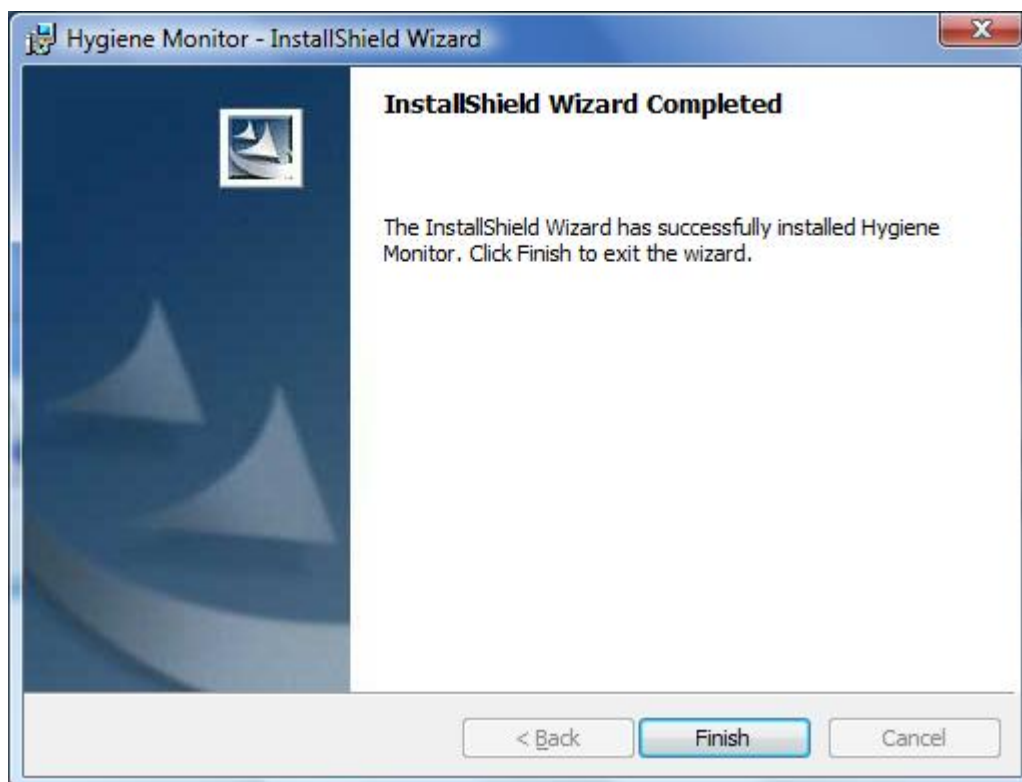 Hygiene Monitor - InstallShield Wizard
InstallShield Wizard Completed
The InstallShield Wizard has successfully installed Hygiene
Monitor. Click Finish to exit the wizard.
< Back
Finish
Cancel